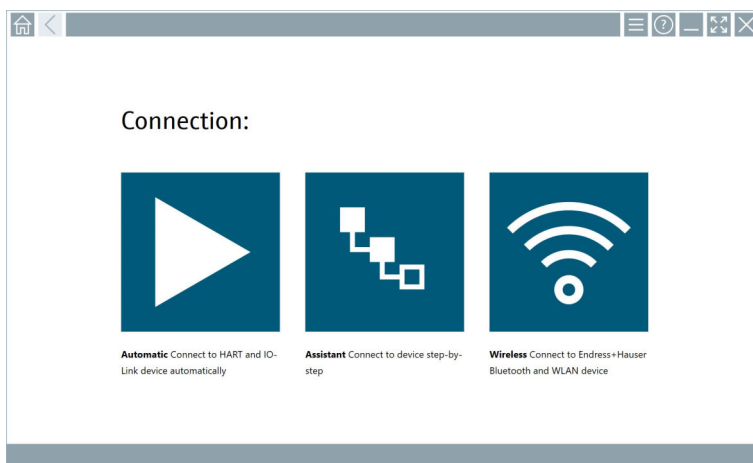 Connection:
Automatic Connect to HART and IO-
Link device automatically
Assistant Connect to device step-by-
step
Wireless Connect to Endress+Hauser
Bluetooth and WLAN device